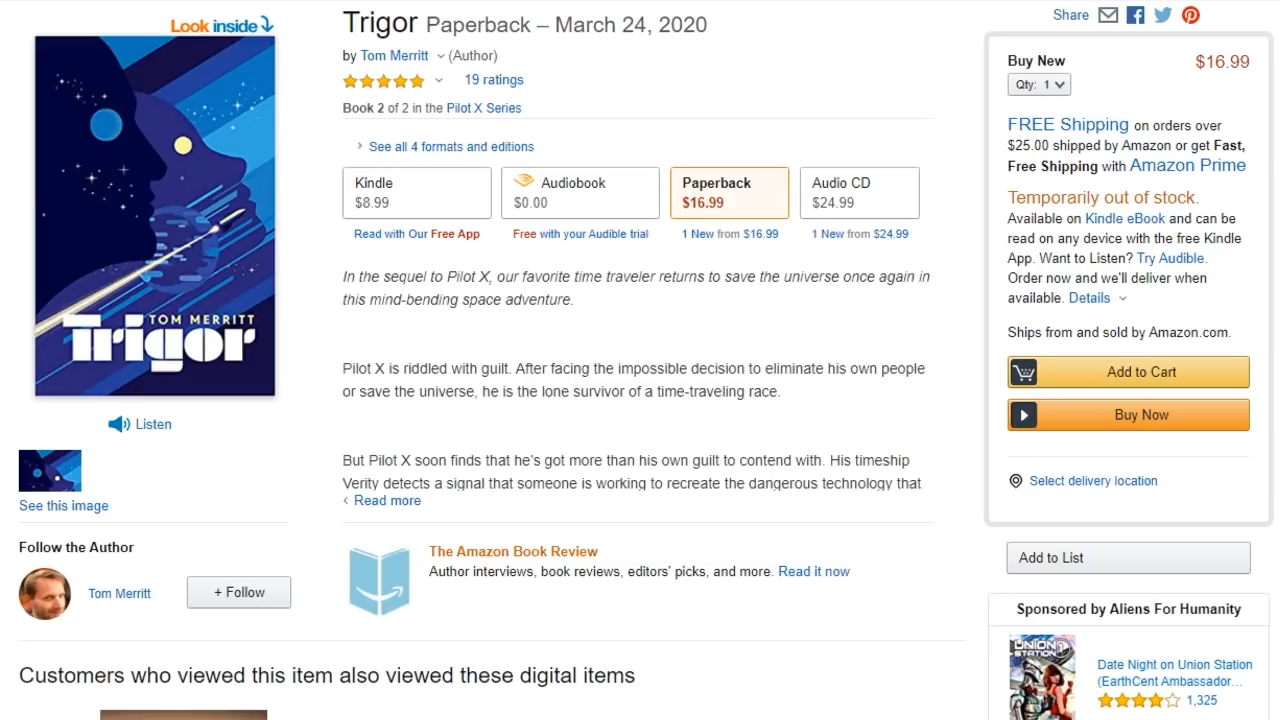 Look inside
Trigor Paperback – March 24, 2020
by Tom Merritt (Author)
19 ratings
Book 2 of 2 in the Pilot X Series
See all 4 formats and editions
Kindle
$8.99
Read with Our Free App
Audiobook
$0.00
Free with your Audible trial
Paperback
$16.99
1 New from $16.99
Audio CD
$24.99
1 New from $24.99
In the sequel to Pilot X, our favorite time traveler returns to save the universe once again in
this mind-bending space adventure.
Pilot X is riddled with guilt. After facing the impossible decision to eliminate his own people
or save the universe, he is the lone survivor of a time-traveling race.
But Pilot X soon finds that he's got more than his own guilt to contend with. His timeship
Verity detects a signal that someone is working to recreate the dangerous technology that
Read more
TOM MERRITT
Trigor
Listen
See this image
Follow the Author
Tom Merritt
+ Follow
The Amazon Book Review
Author interviews, book reviews, editors' picks, and more. Read it now
Customers who viewed this item also viewed these digital items
Share
Buy New
$16.99
Qty: 1
FREE Shipping on orders over
$25.00 shipped by Amazon or get Fast,
Free Shipping with Amazon Prime
Temporarily out of stock.
Available on Kindle eBook and can be
read on any device with the free Kindle
App. Want to Listen? Try Audible.
Order now and we'll deliver when
available. Details
Ships from and sold by Amazon.com.
Add to Cart
Buy Now
Select delivery location
Add to List
Sponsored by Aliens For Humanity
UNION
STATION
Date Night on Union Station
(EarthCent Ambassador...
1,325